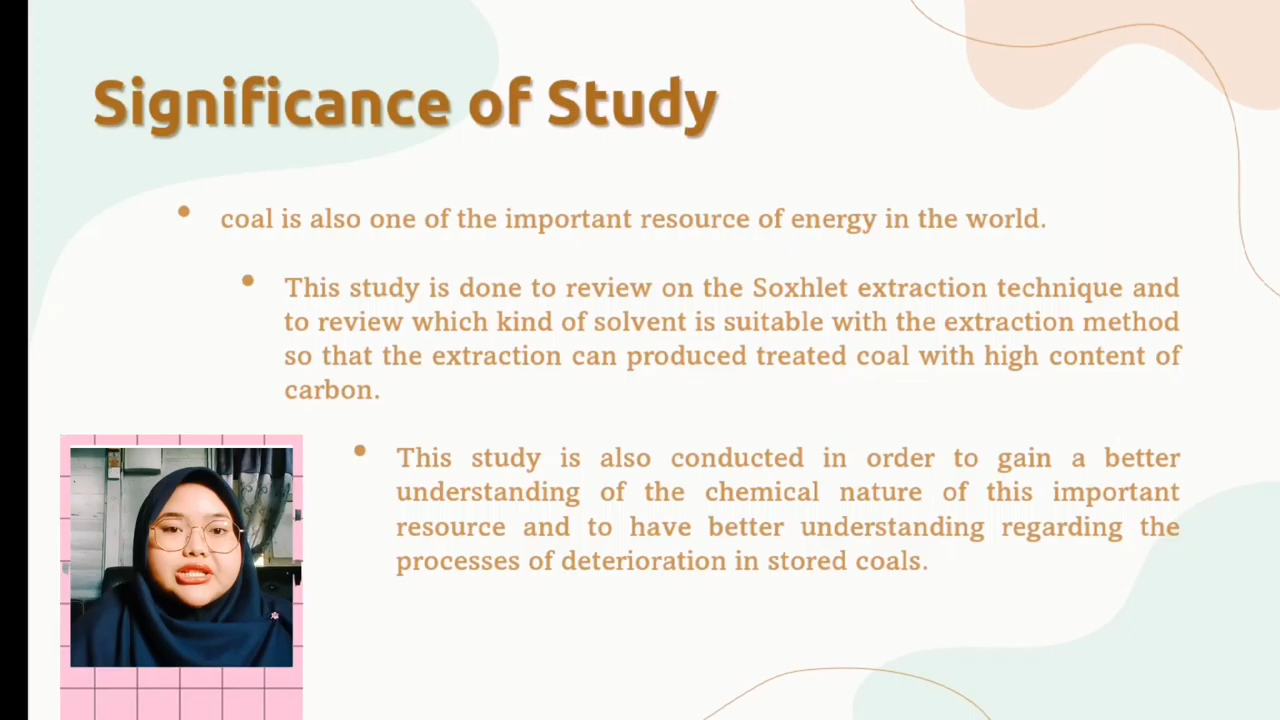 Significance of Study
• coal is also one of the important resource of energy in the world.
• This study is done to review on the Soxhlet extraction technique and
to review which kind of solvent is suitable with the extraction method
so that the extraction can produced treated coal with high content of
carbon.
• This study is also conducted in order to gain a better
understanding of the chemical nature of this important
resource and to have better understanding regarding the
processes of deterioration in stored coals.